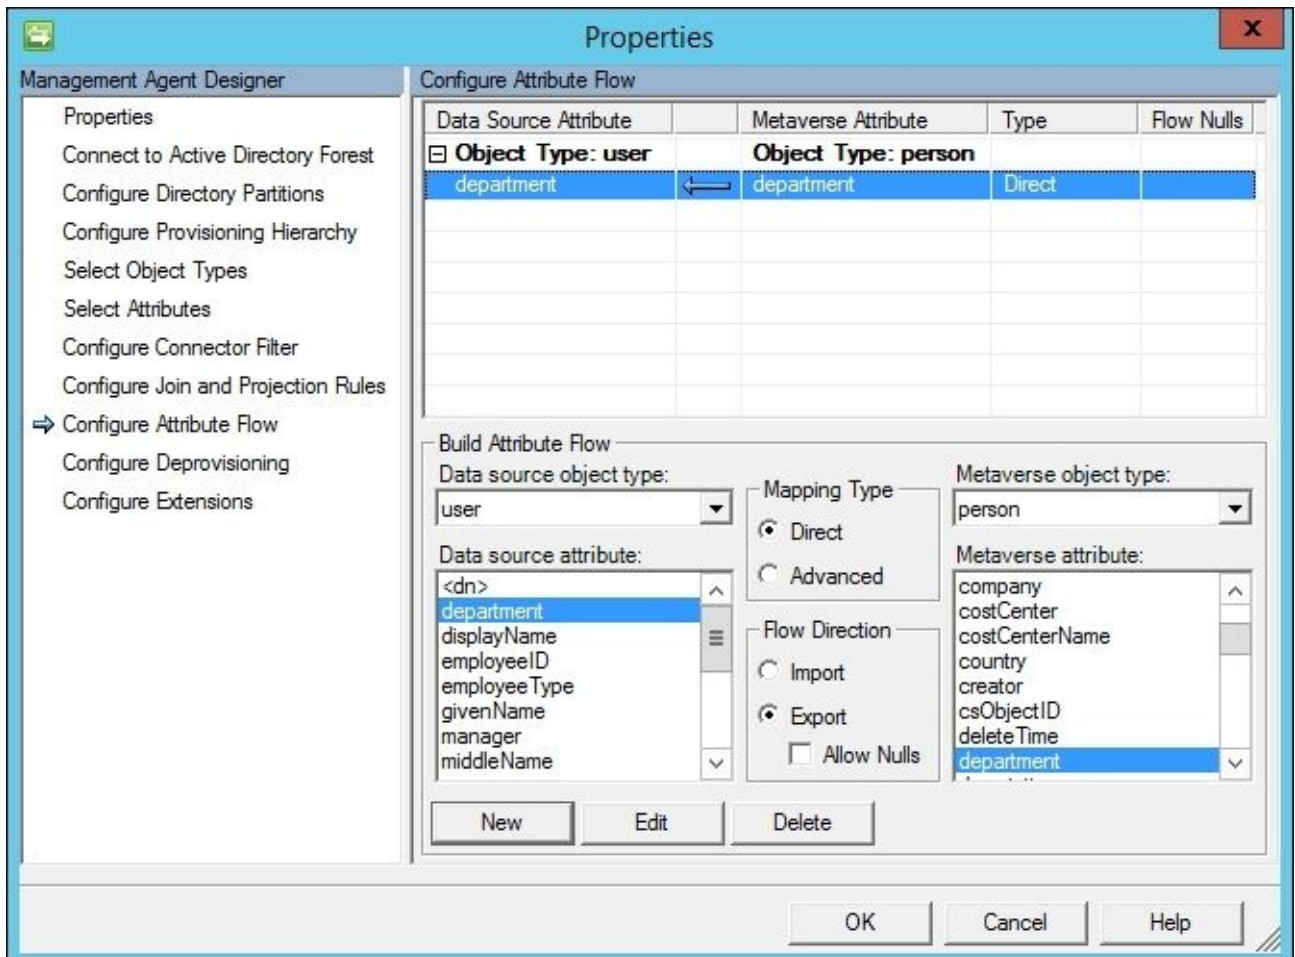 Properties
x
Management Agent Designer
Properties
Connect to Active Directory Forest
Configure Directory Partitions
Configure Provisioning Hierarchy
Select Object Types
Select Attributes
Configure Connector Filter
Configure Join and Projection Rules
Configure Attribute Flow
Configure Deprovisioning
Configure Extensions
Configure Attribute Flow
Data Source Attribute Metaverse Attribute Type Flow Nulls
Object Type: user Object Type: person
department department Direct
Build Attribute Flow
Data source object type:
user
Data source attribute:
<dn>
department
displayName
employeeID
employeeType
givenName
manager
middleName
Mapping Type
Direct
Advanced
Flow Direction
Import
Export
Allow Nulls
Metaverse object type:
person
Metaverse attribute:
company
costCenter
costCenterName
country
creator
csObjectID
deleteTime
department
New Edit Delete
OK Cancel Help